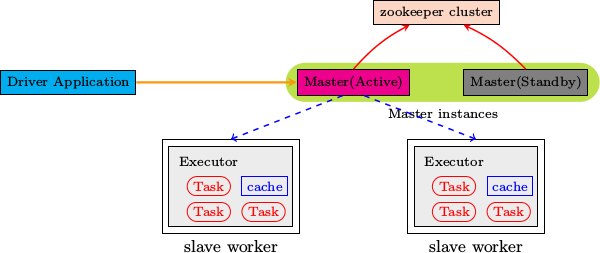 zookeeper cluster
Driver Application
Master(Active)
Master(Standby)
Master instances
Executor
Task
cache
Task
Task
slave worker
Executor
Task
cache
Task
Task
slave worker